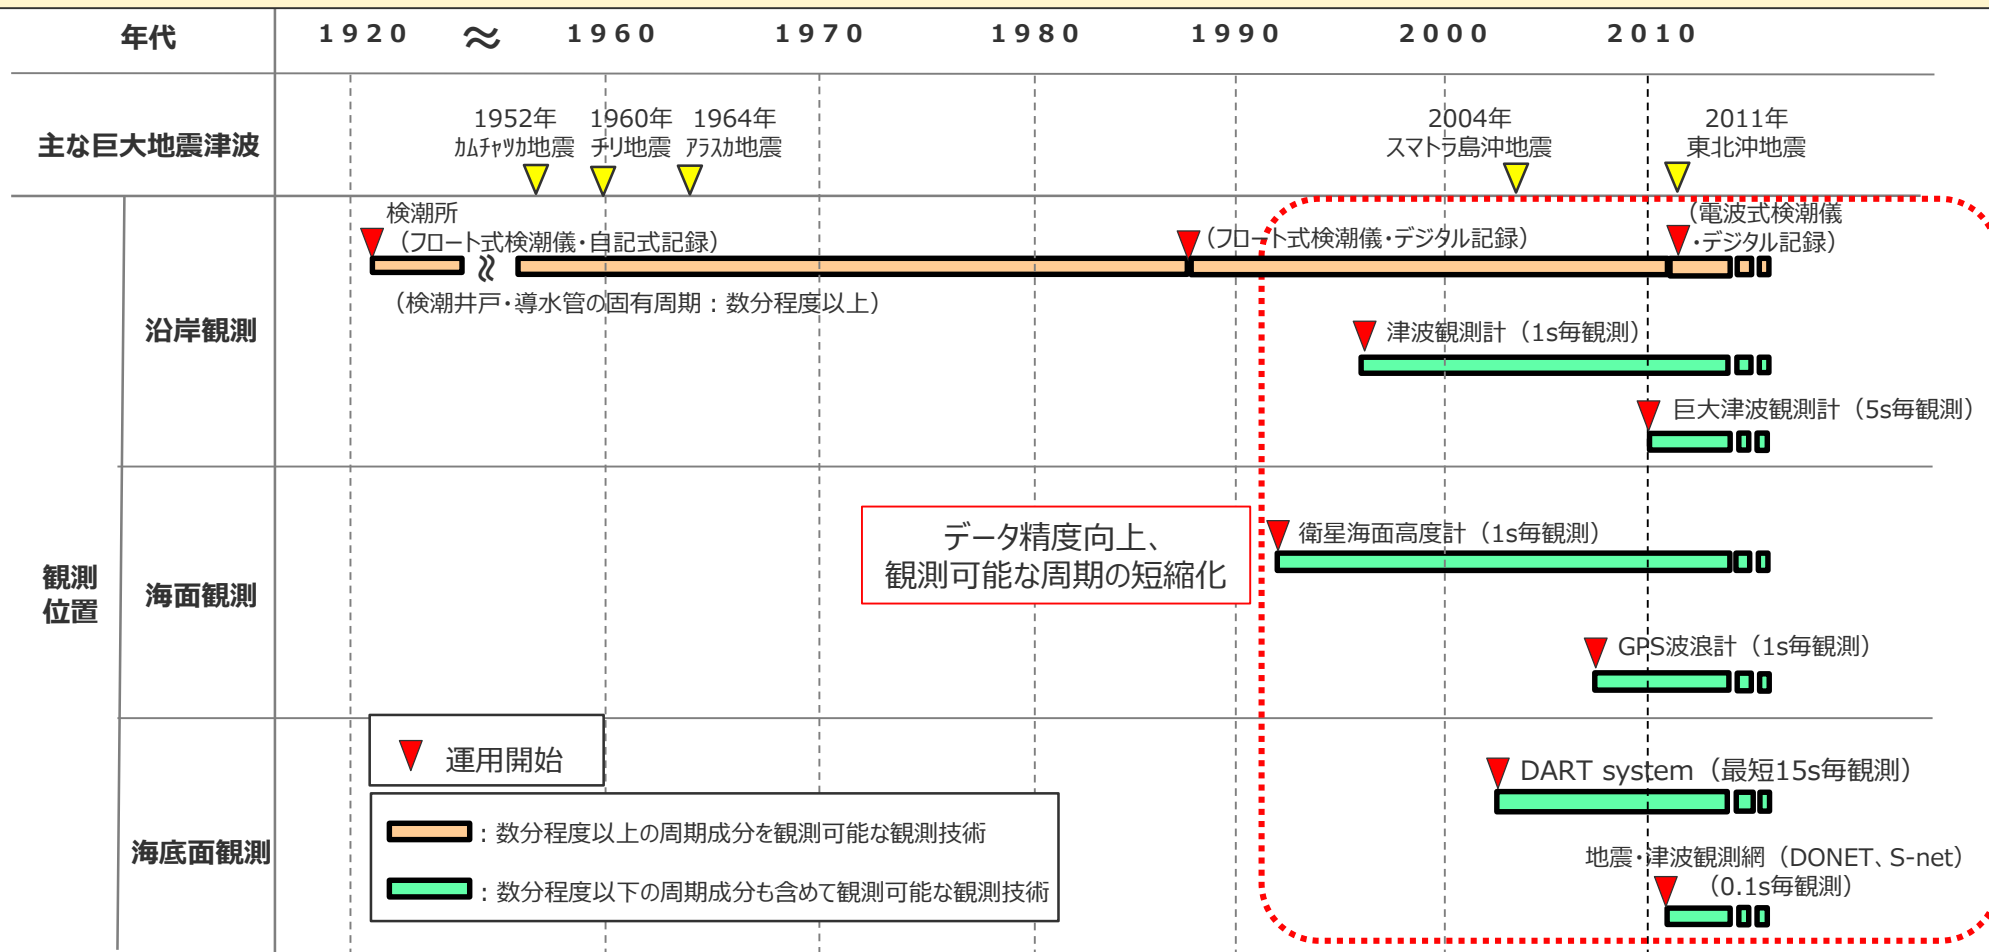 年代
1920
≈
1960
1970
1980
1990
2000
2010
主な巨大地震津波
1952年
ｶﾑﾁｬﾂｶ地震
1960年
ﾁﾘ地震
1964年
ｱﾗｽｶ地震
2004年
スマトラ島沖地震
2011年
東北沖地震
観測
位置
沿岸観測
検潮所
（フロート式検潮儀・自記式記録）
（フロート式検潮儀・デジタル記録）
（電波式検潮儀
・デジタル記録）
（検潮井戸・導水管の固有周期：数分程度以上）
津波観測計（1s毎観測）
巨大津波観測計（5s毎観測）
海面観測
データ精度向上、
観測可能な周期の短縮化
衛星海面高度計（1s毎観測）
GPS波浪計（1s毎観測）
海底面観測
DART system（最短15s毎観測）
地震・津波観測網（DONET、S-net）
（0.1s毎観測）
運用開始
：数分程度以上の周期成分を観測可能な観測技術
：数分程度以下の周期成分も含めて観測可能な観測技術